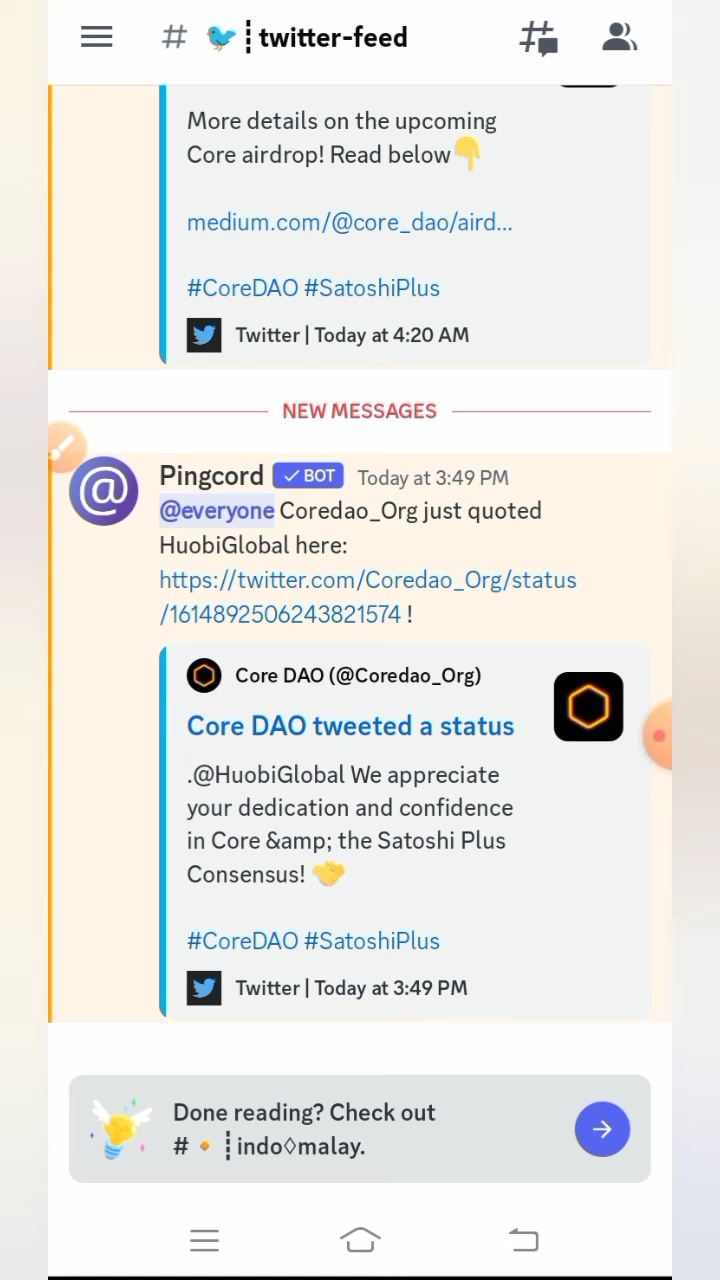 # 🐦┋twitter-feed
More details on the upcoming
Core airdrop! Read below👇
medium.com/@core_dao/aird...
#CoreDAO #SatoshiPlus
Twitter | Today at 4:20 AM
NEW MESSAGES
Pingcord ✓ BOT Today at 3:49 PM
@everyone Coredao_Org just quoted
HuobiGlobal here:
https://twitter.com/Coredao_Org/status
/1614892506243821574 !
Core DAO (@Coredao_Org)
Core DAO tweeted a status
.@HuobiGlobal We appreciate
your dedication and confidence
in Core &amp; the Satoshi Plus
Consensus! 🤝
#CoreDAO #SatoshiPlus
Twitter | Today at 3:49 PM
Done reading? Check out
# 🔸┋indo◊malay.